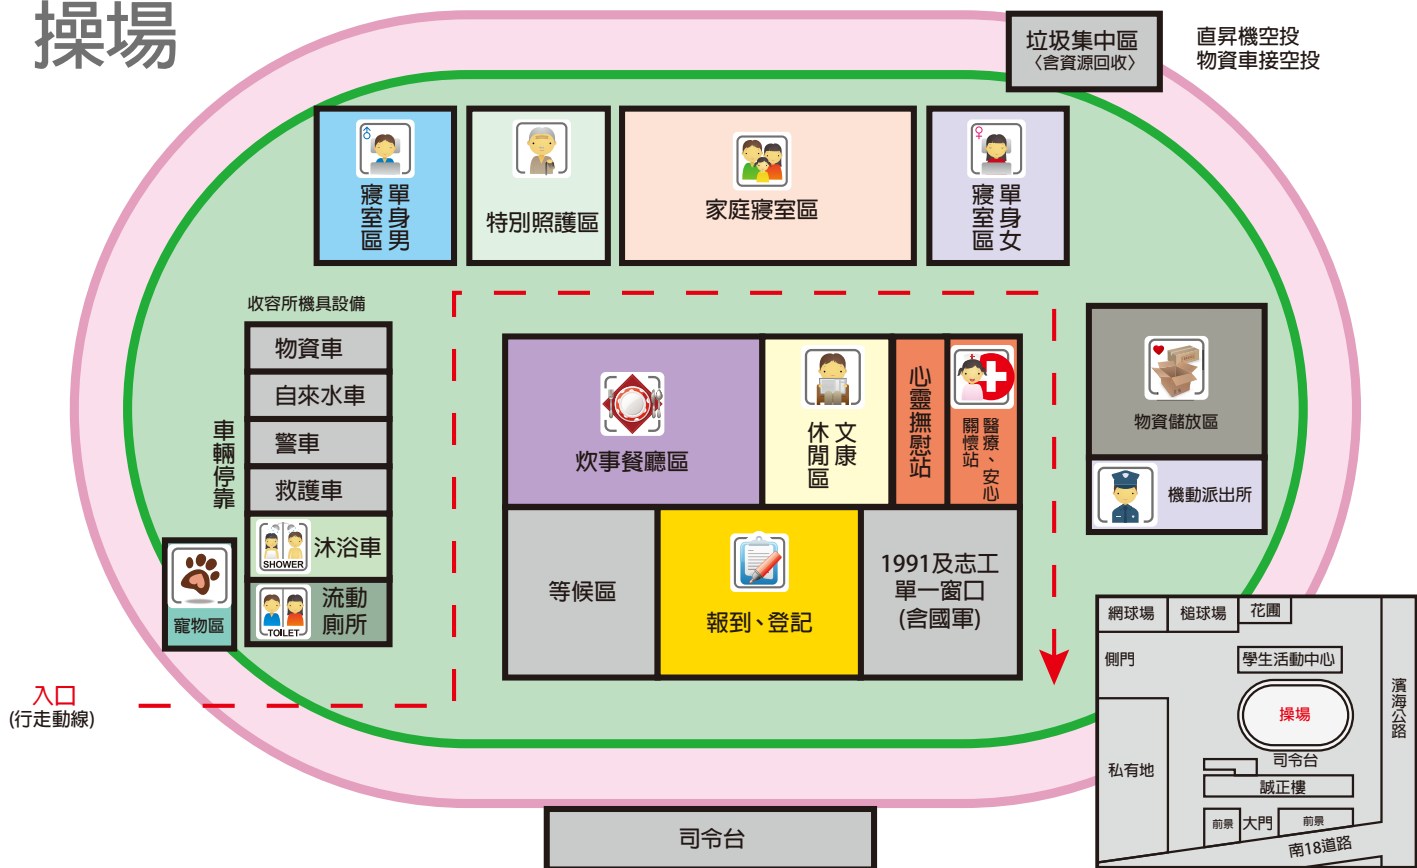 操場
垃圾集中區
〈含資源回收〉
直昇機空投
物資車接空投
單身男
寢室區
特別照護區
家庭寢室區
單身女
寢室區
收容所機具設備
物資車
自來水車
警車
救護車
SHOWER
沐浴車
TOILET
流動
廁所
車輛停靠
寵物區
入口
(行走動線)
炊事餐廳區
文康
休閒區
心靈撫慰站
醫療、安心
關懷站
等候區
報到、登記
1991及志工
單一窗口
(含國軍)
物資儲放區
機動派出所
司令台
網球場
槌球場
花圃
側門
學生活動中心
濱海公路
操場
司令台
私有地
誠正樓
前景
大門
前景
南18道路